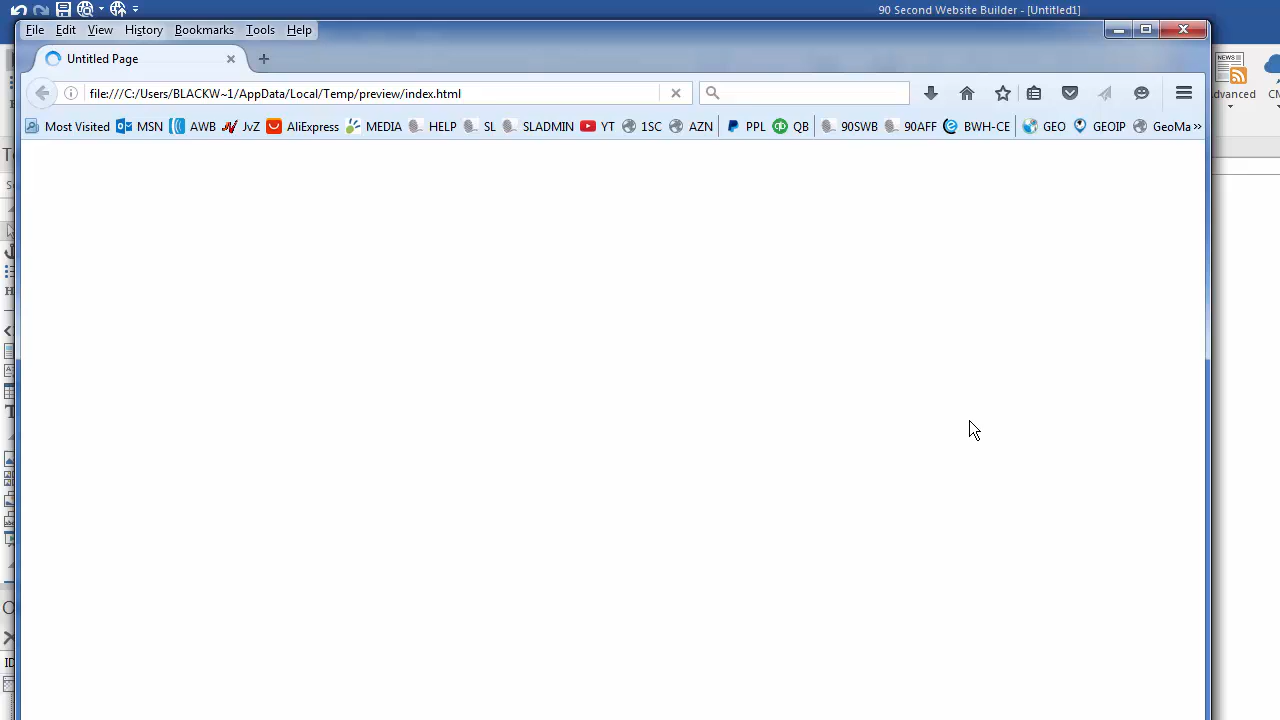 90 Second Website Builder - [Untitled1]
File Edit View History Bookmarks Tools Help
Untitled Page
file:///C:/Users/BLACKW~1/AppData/Local/Temp/preview/index.html
NEWS
Most Visited MSN AWB JvZ AliExpress MEDIA HELP SL SLADMIN YT 1SC AZN PPL QB 90SWB 90AFF BWH-CE GEO GEOIP GeoMa »